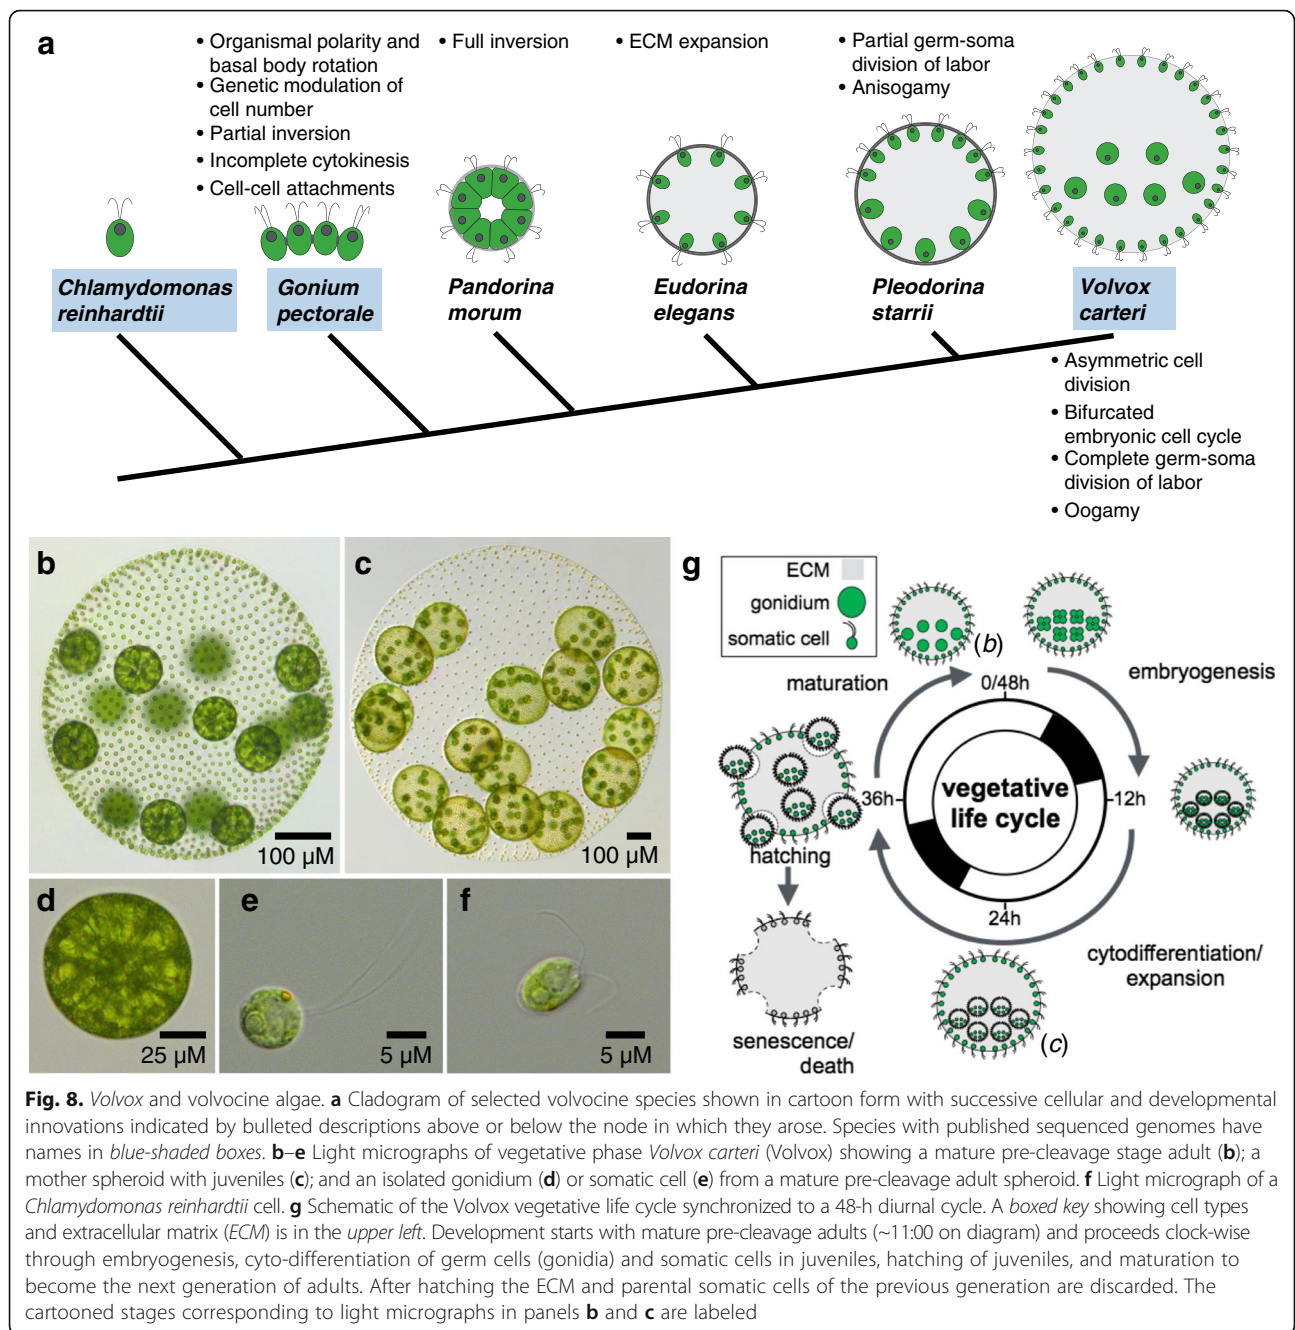 a
• Organismal polarity and
basal body rotation
• Genetic modulation of
cell number
• Partial inversion
• Incomplete cytokinesis
• Cell-cell attachments
• Full inversion
• ECM expansion
• Partial germ-soma
division of labor
• Anisogamy
Chlamydomonas
reinhardtii
Gonium
pectorale
Pandorina
morum
Eudorina
elegans
Pleodorina
starrii
Volvox
carteri
• Asymmetric cell
division
• Bifurcated
embryonic cell cycle
• Complete germ-soma
division of labor
• Oogamy
b
100 µM
c
100 µM
d
25 µM
e
5 µM
f
5 µM
g
ECM
gonidium
somatic cell
(b)
maturation
0/48h
embryogenesis
vegetative
life cycle
36h
12h
24h
hatching
cytodifferentiation/
expansion
senescence/
death
(c)
Fig. 8. Volvox and volvocine algae. a Cladogram of selected volvocine species shown in cartoon form with successive cellular and developmental
innovations indicated by bulleted descriptions above or below the node in which they arose. Species with published sequenced genomes have
names in blue-shaded boxes. b–e Light micrographs of vegetative phase Volvox carteri (Volvox) showing a mature pre-cleavage stage adult (b); a
mother spheroid with juveniles (c); and an isolated gonidium (d) or somatic cell (e) from a mature pre-cleavage adult spheroid. f Light micrograph of a
Chlamydomonas reinhardtii cell. g Schematic of the Volvox vegetative life cycle synchronized to a 48-h diurnal cycle. A boxed key showing cell types
and extracellular matrix (ECM) is in the upper left. Development starts with mature pre-cleavage adults (~11:00 on diagram) and proceeds clock-wise
through embryogenesis, cyto-differentiation of germ cells (gonidia) and somatic cells in juveniles, hatching of juveniles, and maturation to
become the next generation of adults. After hatching the ECM and parental somatic cells of the previous generation are discarded. The
cartooned stages corresponding to light micrographs in panels b and c are labeled